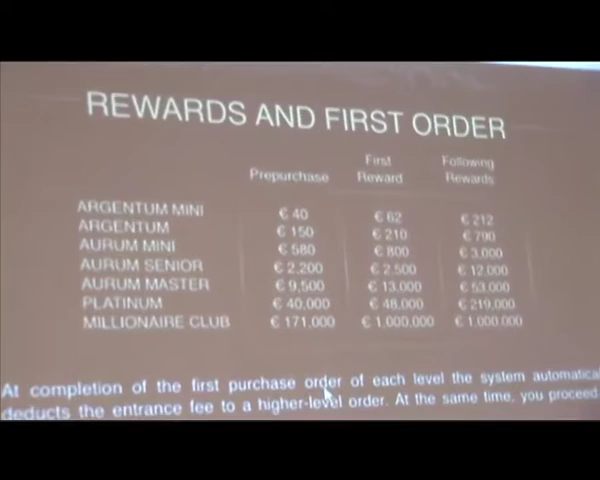 REWARDS AND FIRST ORDER
Prepurchase First Reward Following Rewards
ARGENTUM MINI € 40 € 62 € 212
ARGENTUM € 150 € 210 € 790
AURUM MINI € 580 € 800 € 3.000
AURUM SENIOR € 2,200 € 2,500 € 12,000
AURUM MASTER € 9,500 € 13,000 € 53,000
PLATINUM € 40,000 € 48,000 € 219,000
MILLIONAIRE CLUB € 171,000 € 1,000,000 € 1,000,000
At completion of the first purchase order of each level the system automatical
deducts the entrance fee to a higher-level order. At the same time, you proceed